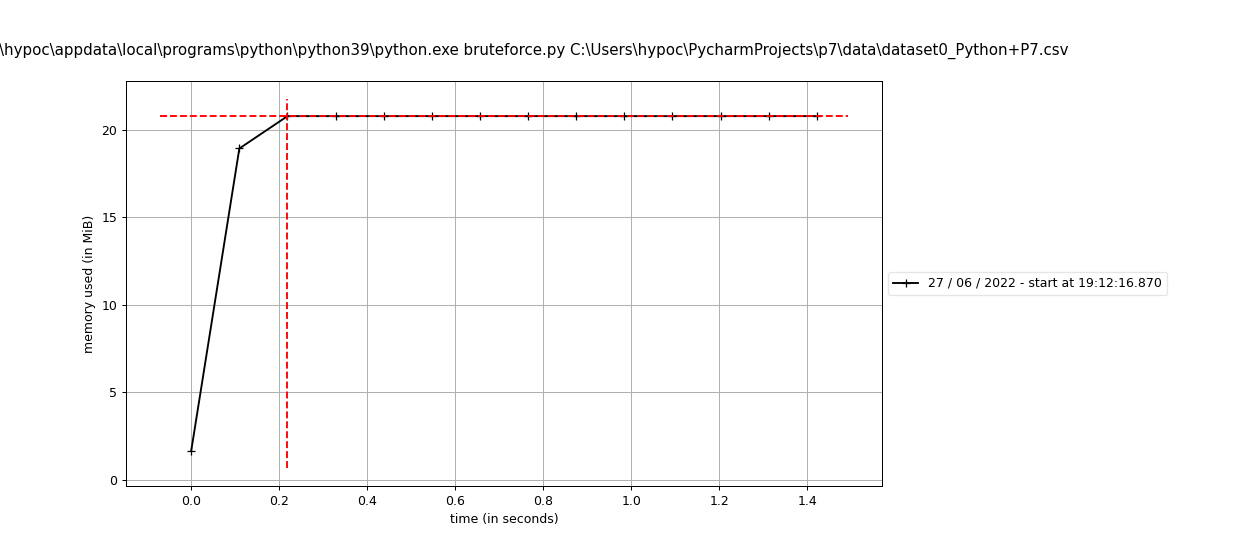 \hypoc\appdata\local\programs\python\python39\python.exe bruteforce.py C:\Users\hypoc\PycharmProjects\p7\data\dataset0_Python+P7.csv
20
15
10
5
0
memory used (in MiB)
0.0 0.2 0.4 0.6 0.8 1.0 1.2 1.4
time (in seconds)
27 / 06 / 2022 - start at 19:12:16.870